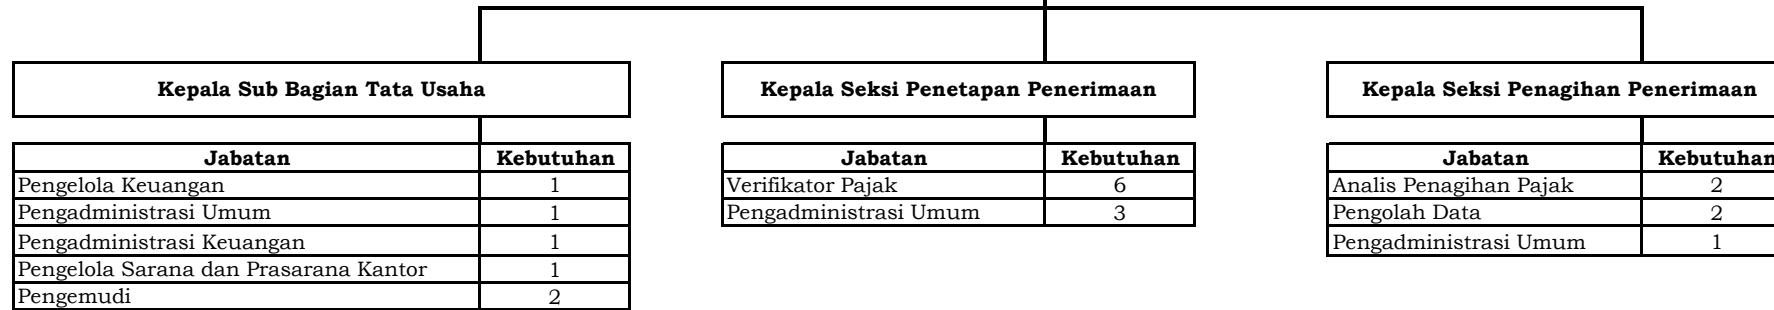 Kepala Sub Bagian Tata Usaha
Jabatan Kebutuhan
Pengelola Keuangan 1
Pengadministrasi Umum 1
Pengadministrasi Keuangan 1
Pengelola Sarana dan Prasarana Kantor 1
Pengemudi 2
Kepala Seksi Penetapan Penerimaan
Jabatan Kebutuhan
Verifikator Pajak 6
Pengadministrasi Umum 3
Kepala Seksi Penagihan Penerimaan
Jabatan Kebutuhan
Analis Penagihan Pajak 2
Pengolah Data 2
Pengadministrasi Umum 1